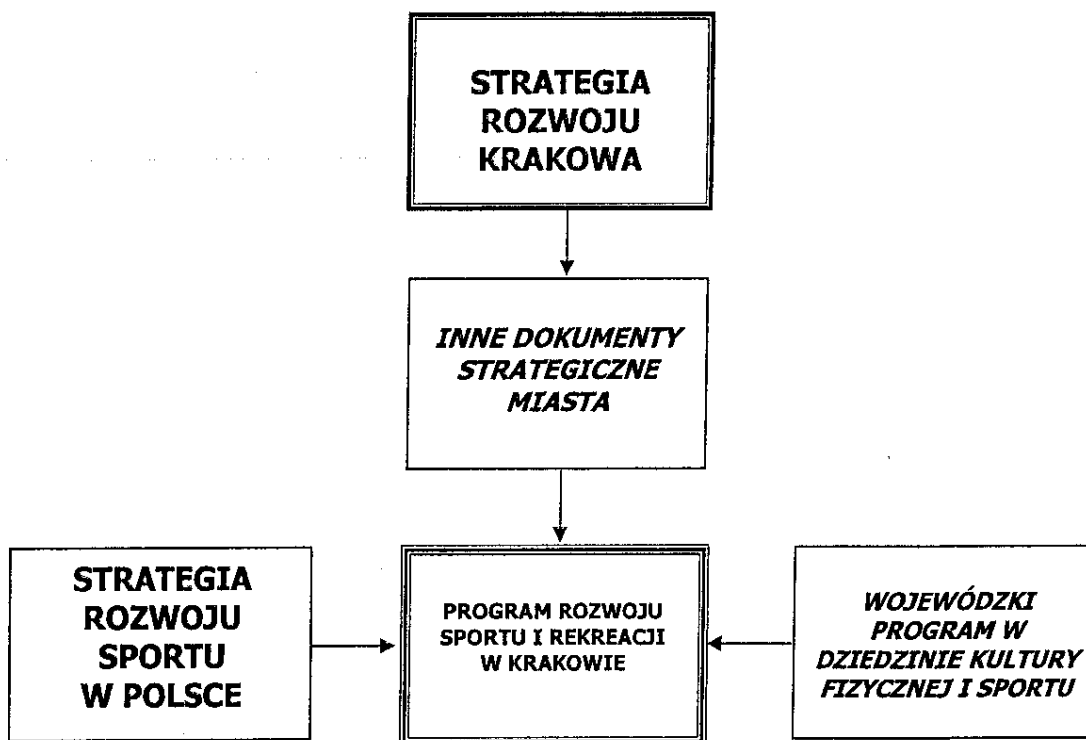 STRATEGIA
ROZWOJU
KRAKOWA
INNE DOKUMENTY
STRATEGICZNE
MIASTA
STRATEGIA
ROZWOJU
SPORTU
W POLSCE
PROGRAM ROZWOJU
SPORTU I REKREACJI
W KRAKOWIE
WOJEWÓDZKI
PROGRAM W
DZIEDZINIE KULTURY
FIZYCZNEJ I SPORTU